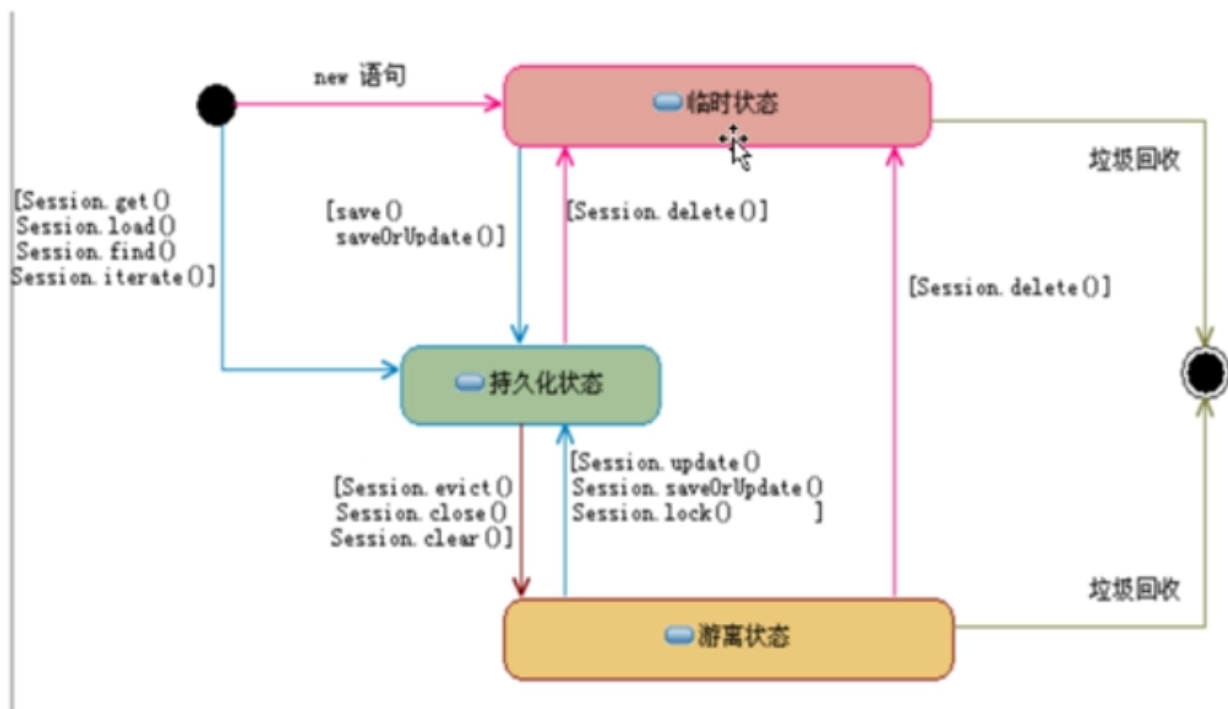 new 语句
临时状态
垃圾回收
[Session.get()
Session.load()
Session.find()
Session.iterate()]
[save()
saveOrUpdate()]
[Session.delete()]
[Session.delete()]
持久化状态
[Session.evict()
Session.close()
Session.clear()]
[Session.update()
Session.saveOrUpdate()
Session.lock() ]
垃圾回收
游离状态